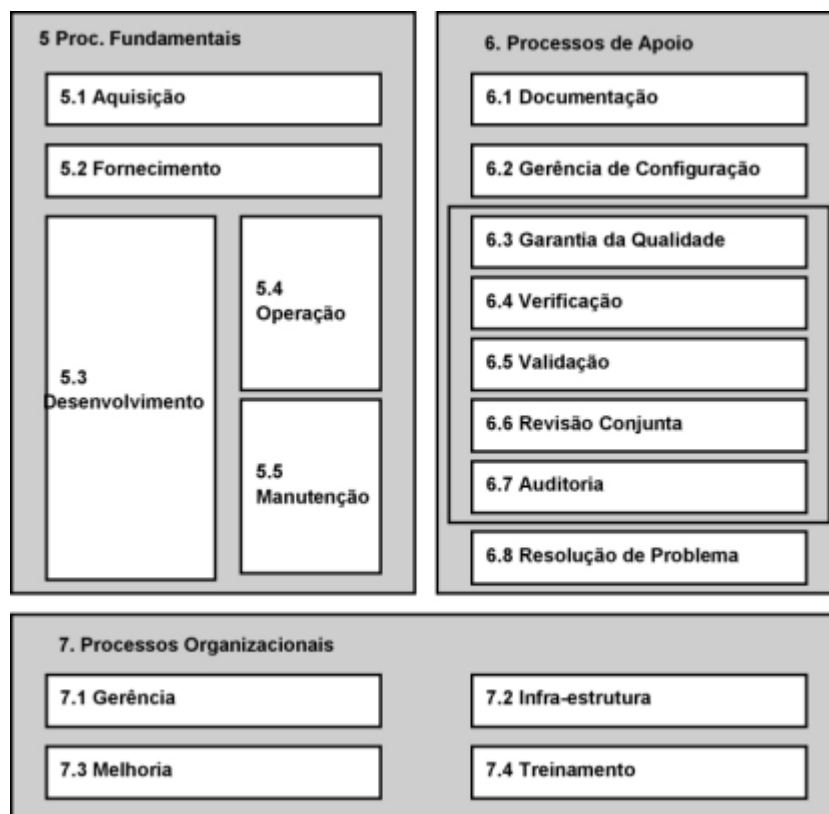 5 Proc. Fundamentais
5.1 Aquisição
5.2 Fornecimento
5.3
Desenvolvimento
5.4
Operação
5.5
Manutenção
6. Processos de Apoio
6.1 Documentação
6.2 Gerência de Configuração
6.3 Garantia da Qualidade
6.4 Verificação
6.5 Validação
6.6 Revisão Conjunta
6.7 Auditoria
6.8 Resolução de Problema
7. Processos Organizacionais
7.1 Gerência
7.2 Infra-estrutura
7.3 Melhoria
7.4 Treinamento